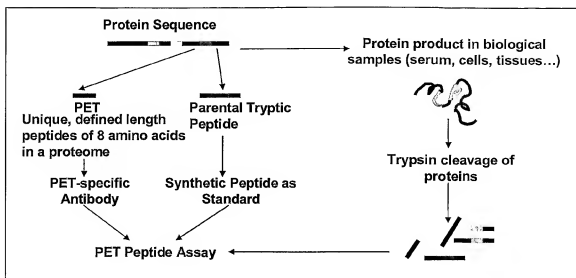 Protein Sequence
Protein product in biological
samples (serum, cells, tissues...)
PET
Unique, defined length
peptides of 8 amino acids
in a proteome
Parental Tryptic
Peptide
Trypsin cleavage of
proteins
PET-specific
Antibody
Synthetic Peptide as
Standard
PET Peptide Assay